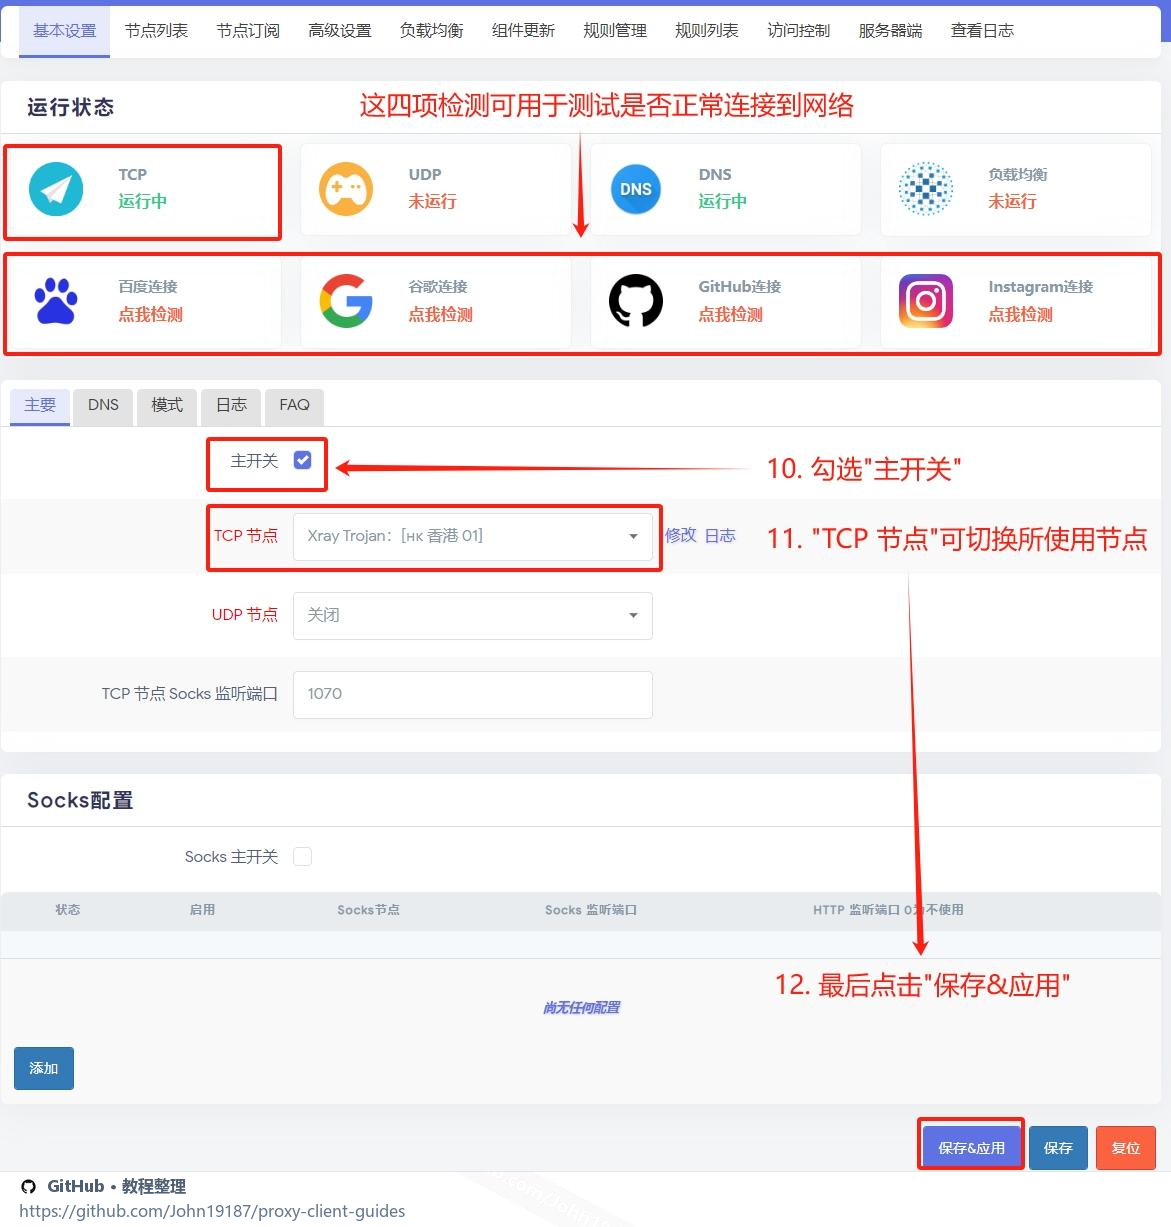 基本设置 节点列表 节点订阅 高级设置 负载均衡 组件更新 规则管理 规则列表 访问控制 服务器端 查看日志
运行状态
这四项检测可用于测试是否正常连接到网络
TCP
运行中
UDP
未运行
DNS
DNS
运行中
负载均衡
未运行
百度连接
点我检测
谷歌连接
点我检测
GitHub连接
点我检测
Instagram连接
点我检测
主要 DNS 模式 日志 FAQ
主开关
10. 勾选"主开关"
TCP 节点 Xray Trojan：[ʜᴋ 香港 01] 修改 日志
11. "TCP 节点"可切换所使用节点
UDP 节点 关闭
TCP 节点 Socks 监听端口 1070
Socks配置
Socks 主开关
状态 启用 Socks节点 Socks 监听端口 HTTP 监听端口 0为不使用
12. 最后点击"保存&应用"
尚无任何配置
添加
保存&应用 保存 复位
GitHub • 教程整理
https://github.com/John19187/proxy-client-guides